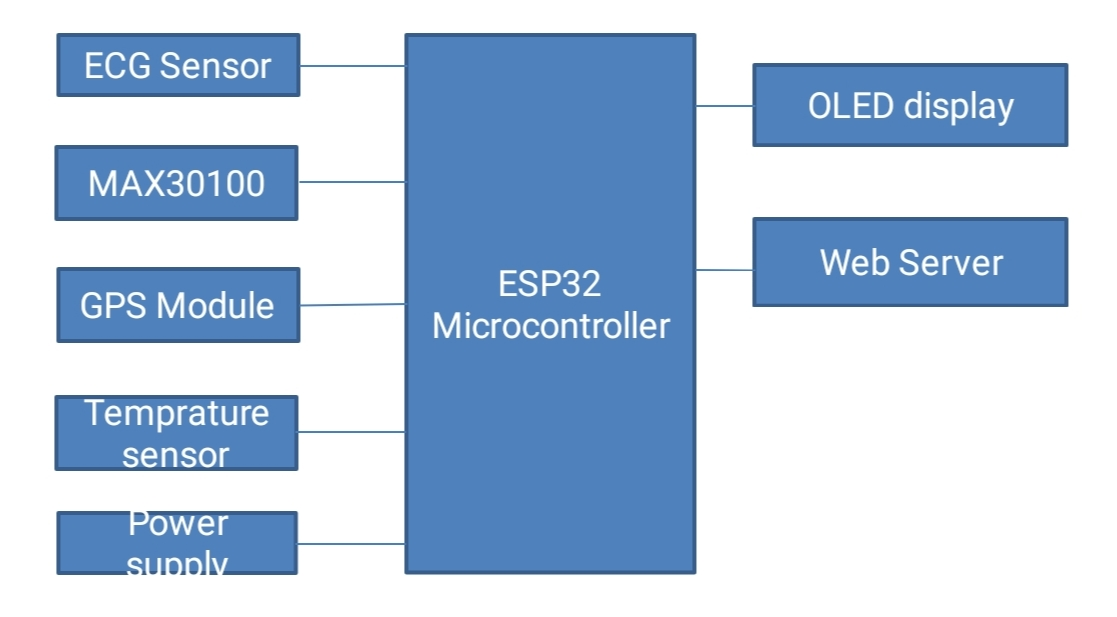 ECG Sensor
MAX30100
GPS Module
Temprature
sensor
Power
supply
ESP32
Microcontroller
OLED display
Web Server